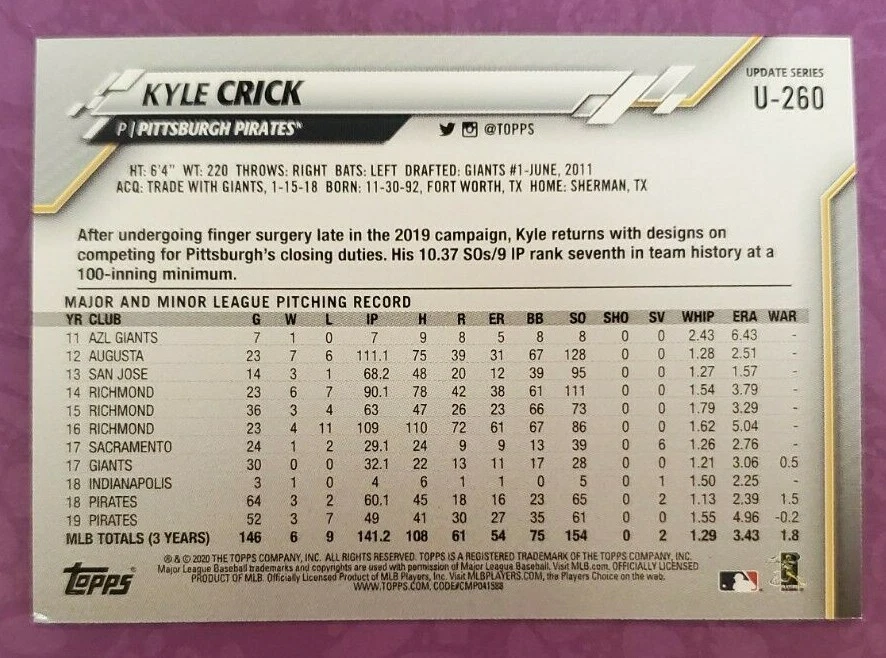 KYLE CRICK
UPDATE SERIES
U-260
P | PITTSBURGH PIRATES®
@TOPPS
HT: 6'4" WT: 220 THROWS: RIGHT BATS: LEFT DRAFTED: GIANTS #1-JUNE, 2011
ACQ: TRADE WITH GIANTS, 1-15-18 BORN: 11-30-92, FORT WORTH, TX HOME: SHERMAN, TX
After undergoing finger surgery late in the 2019 campaign, Kyle returns with designs on
competing for Pittsburgh's closing duties. His 10.37 SOs/9 IP rank seventh in team history at a
100-inning minimum.
MAJOR AND MINOR LEAGUE PITCHING RECORD
YR CLUB G W L IP H R ER BB SO SHO SV WHIP ERA WAR
11 AZL GIANTS 7 1 0 7 9 8 5 8 8 0 0 2.43 6.43 -
12 AUGUSTA 23 7 6 111.1 75 39 31 67 128 0 0 1.28 2.51 -
13 SAN JOSE 14 3 1 68.2 48 20 12 39 95 0 0 1.27 1.57 -
14 RICHMOND 23 6 7 90.1 78 42 38 61 111 0 0 1.54 3.79 -
15 RICHMOND 36 3 4 63 47 26 23 66 73 0 0 1.79 3.29 -
16 RICHMOND 23 4 11 109 110 72 61 67 86 0 0 1.62 5.04 -
17 SACRAMENTO 24 1 2 29.1 24 9 9 13 39 0 6 1.26 2.76 -
17 GIANTS 30 0 0 32.1 22 13 11 17 28 0 0 1.21 3.06 0.5
18 INDIANAPOLIS 3 1 0 4 6 1 1 0 5 0 1 1.50 2.25 -
18 PIRATES 64 3 2 60.1 45 18 16 23 65 0 2 1.13 2.39 1.5
19 PIRATES 52 3 7 49 41 30 27 35 61 0 0 1.55 4.96 -0.2
MLB TOTALS (3 YEARS) 146 6 9 141.2 108 61 54 75 154 0 2 1.29 3.43 1.8
® & © 2020 THE TOPPS COMPANY, INC. ALL RIGHTS RESERVED. TOPPS IS A REGISTERED TRADEMARK OF THE TOPPS COMPANY, INC.
Major League Baseball trademarks and copyrights are used with permission of Major League Baseball. Visit MLB.com. OFFICIALLY LICENSED
PRODUCT OF MLB. Officially Licensed Product of MLB Players, Inc. Visit MLBPLAYERS.COM, the Players Choice on the web.
WWW.TOPPS.COM, CODE#CMP041588
TOPPS®